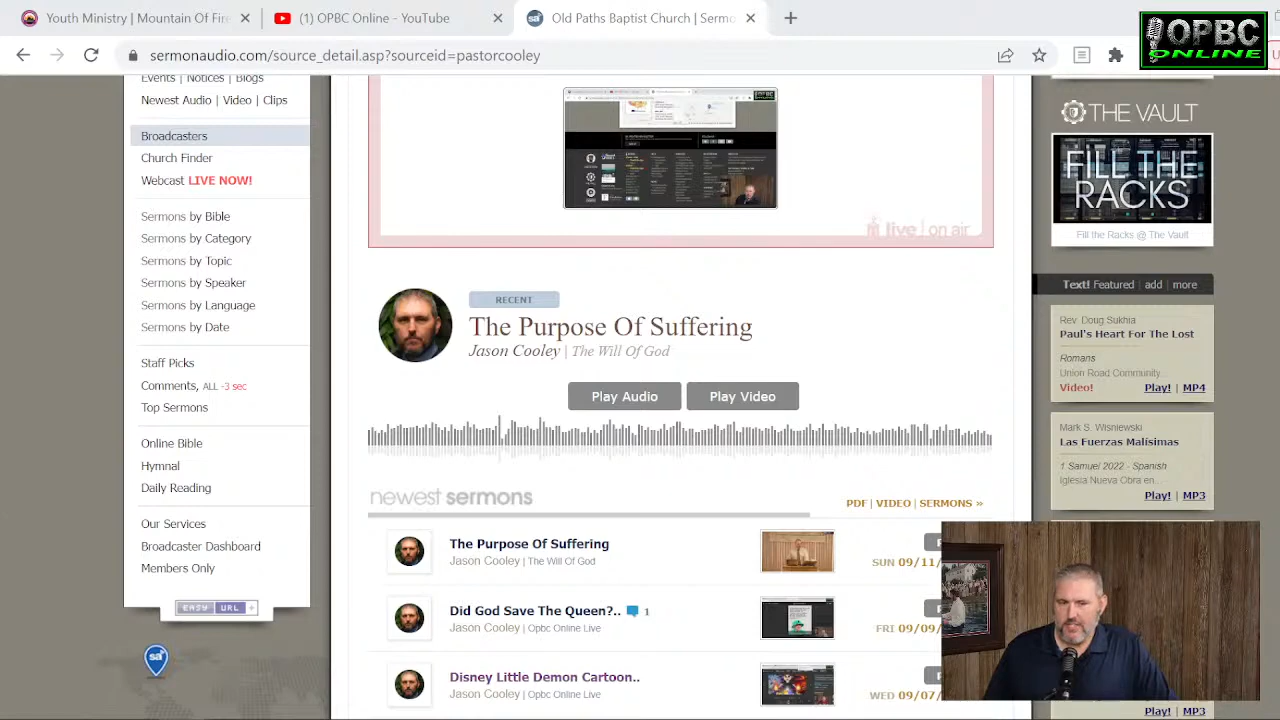 Youth Ministry | Mountain Of Fire
OPBC Online - YouTube
Old Paths Baptist Church | Sermo
OPBC
ONLINE
sermonaudio.com/source_detail.asp?sourceid
Events | Notices | Blogs
Newest Audio | Video | Clips
Broadcasters
Church Finder
Sermons by Bible
Sermons by Category
Sermons by Topic
Sermons by Speaker
Sermons by Language
Sermons by Date
Staff Picks
Comments, ALL -3 sec
Top Sermons
Online Bible
Hymnal
Daily Reading
Our Services
Broadcaster Dashboard
Members Only
EASY URL +
live | on air
RECENT
The Purpose Of Suffering
Jason Cooley | The Will Of God
Play Audio
Play Video
newest sermons
PDF | VIDEO | SERMONS »
The Purpose Of Suffering
Jason Cooley | The Will Of God
SUN 09/11/
Did God Save The Queen?.. 1
Jason Cooley | Opbc Online Live
FRI 09/09/
Disney Little Demon Cartoon..
Jason Cooley | Opbc Online Live
WED 09/07/
THE VAULT
FILL THE
RACKS
Fill the Racks @ The Vault
Text! Featured | add | more
Rev. Doug Sukhia
Paul's Heart For The Lost
Romans
Union Road Community...
Video! Play! | MP4
Mark S. Wisniewski
Las Fuerzas Malísimas
1 Samuel 2022 - Spanish
Iglesia Nueva Obra en...
Play! | MP3
Play! | MP3